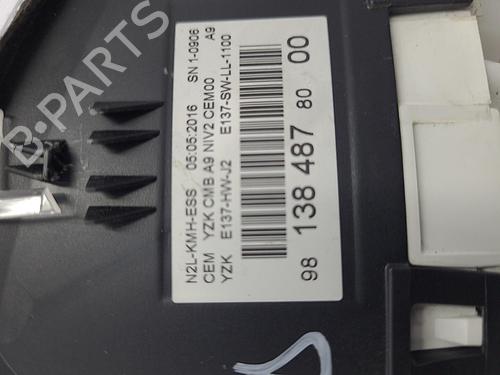 N2L-KMH-ESS 05:05:2016 SN 1-0906
CEM YZK CMB A9 NIV2 CEM00 A9
YZK E137-HW-J2 E137-SW-LL-1100
98 138 487 80 00
B-PARTS